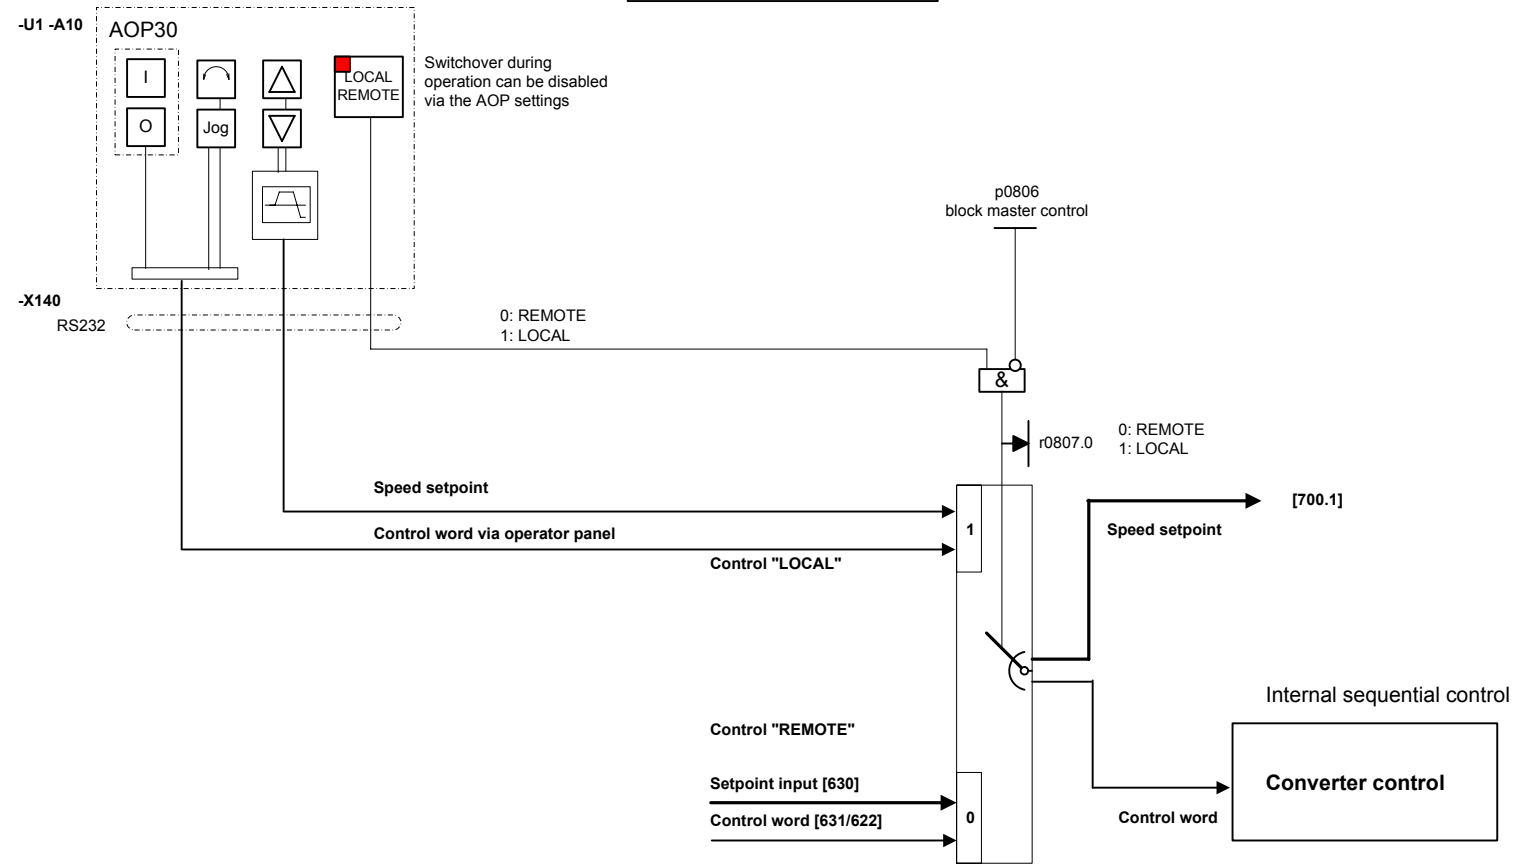 -U1 -A10
AOP30
I
O
Jog
LOCAL
REMOTE
Switchover during
operation can be disabled
via the AOP settings
p0806
block master control
-X140
RS232
0: REMOTE
1: LOCAL
&
r0807.0
0: REMOTE
1: LOCAL
Speed setpoint
Control word via operator panel
Control "LOCAL"
1
[700.1]
Speed setpoint
Internal sequential control
Control "REMOTE"
Setpoint input [630]
Control word [631/622]
0
Converter control
Control word